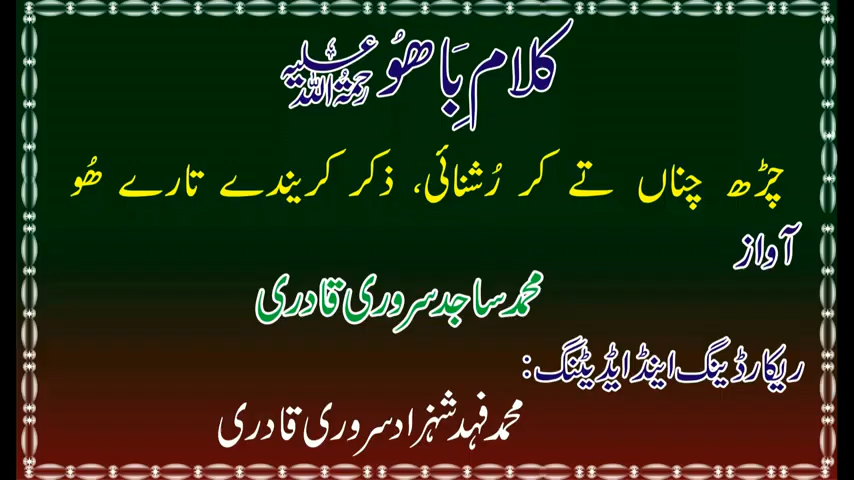 کلام باھوُ رحمۃ اللہ علیہ
چڑھ چناں تے کر رُشنائی، ذکر کریندے تارے ھُو
آواز
محمد ساجد سروری قادری
ریکارڈینگ اینڈ ایڈیٹنگ:
محمد فہد شہزاد سروری قادری